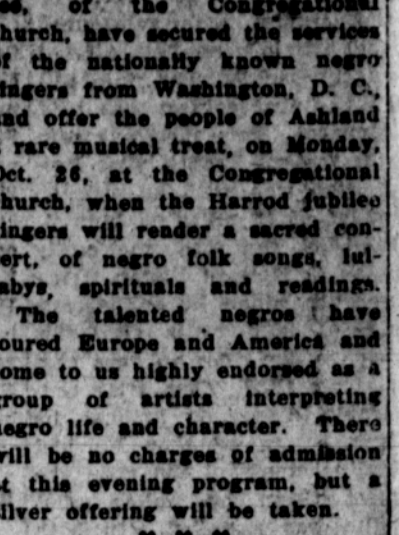 of the Congregational
hurch, have secured the services
f the nationally known negro
ingers from Washington, D. C.,
nd offer the people of Ashland
rare musical treat, on Monday,
Oct. 26, at the Congregational
hurch, when the Harrod jubilee
ingers will render a sacred con-
ert, of negro folk songs, lul-
abys, spirituals and readings.
The talented negros have
oured Europe and America and
ome to us highly endorsed as a
roup of artists interpreting
egro life and character. There
will be no charges of admission
t this evening program, but a
ilver offering will be taken.